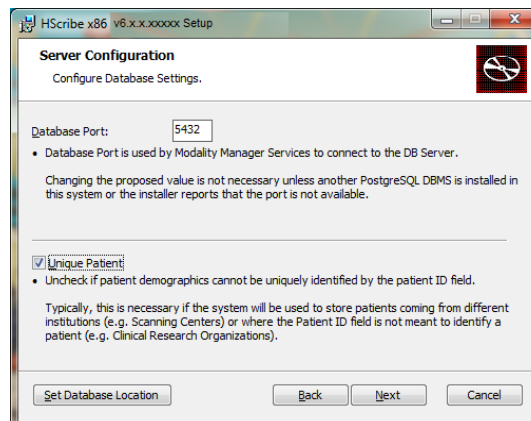 HScribe x86 v6.x.x.xxxxx Setup
Server Configuration
Configure Database Settings.
Database Port: 5432
• Database Port is used by Modality Manager Services to connect to the DB Server.
Changing the proposed value is not necessary unless another PostgreSQL DBMS is installed in
this system or the installer reports that the port is not available.
Unique Patient
• Uncheck if patient demographics cannot be uniquely identified by the patient ID field.
Typically, this is necessary if the system will be used to store patients coming from different
institutions (e.g. Scanning Centers) or where the Patient ID field is not meant to identify a
patient (e.g. Clinical Research Organizations).
Set Database Location Back Next Cancel